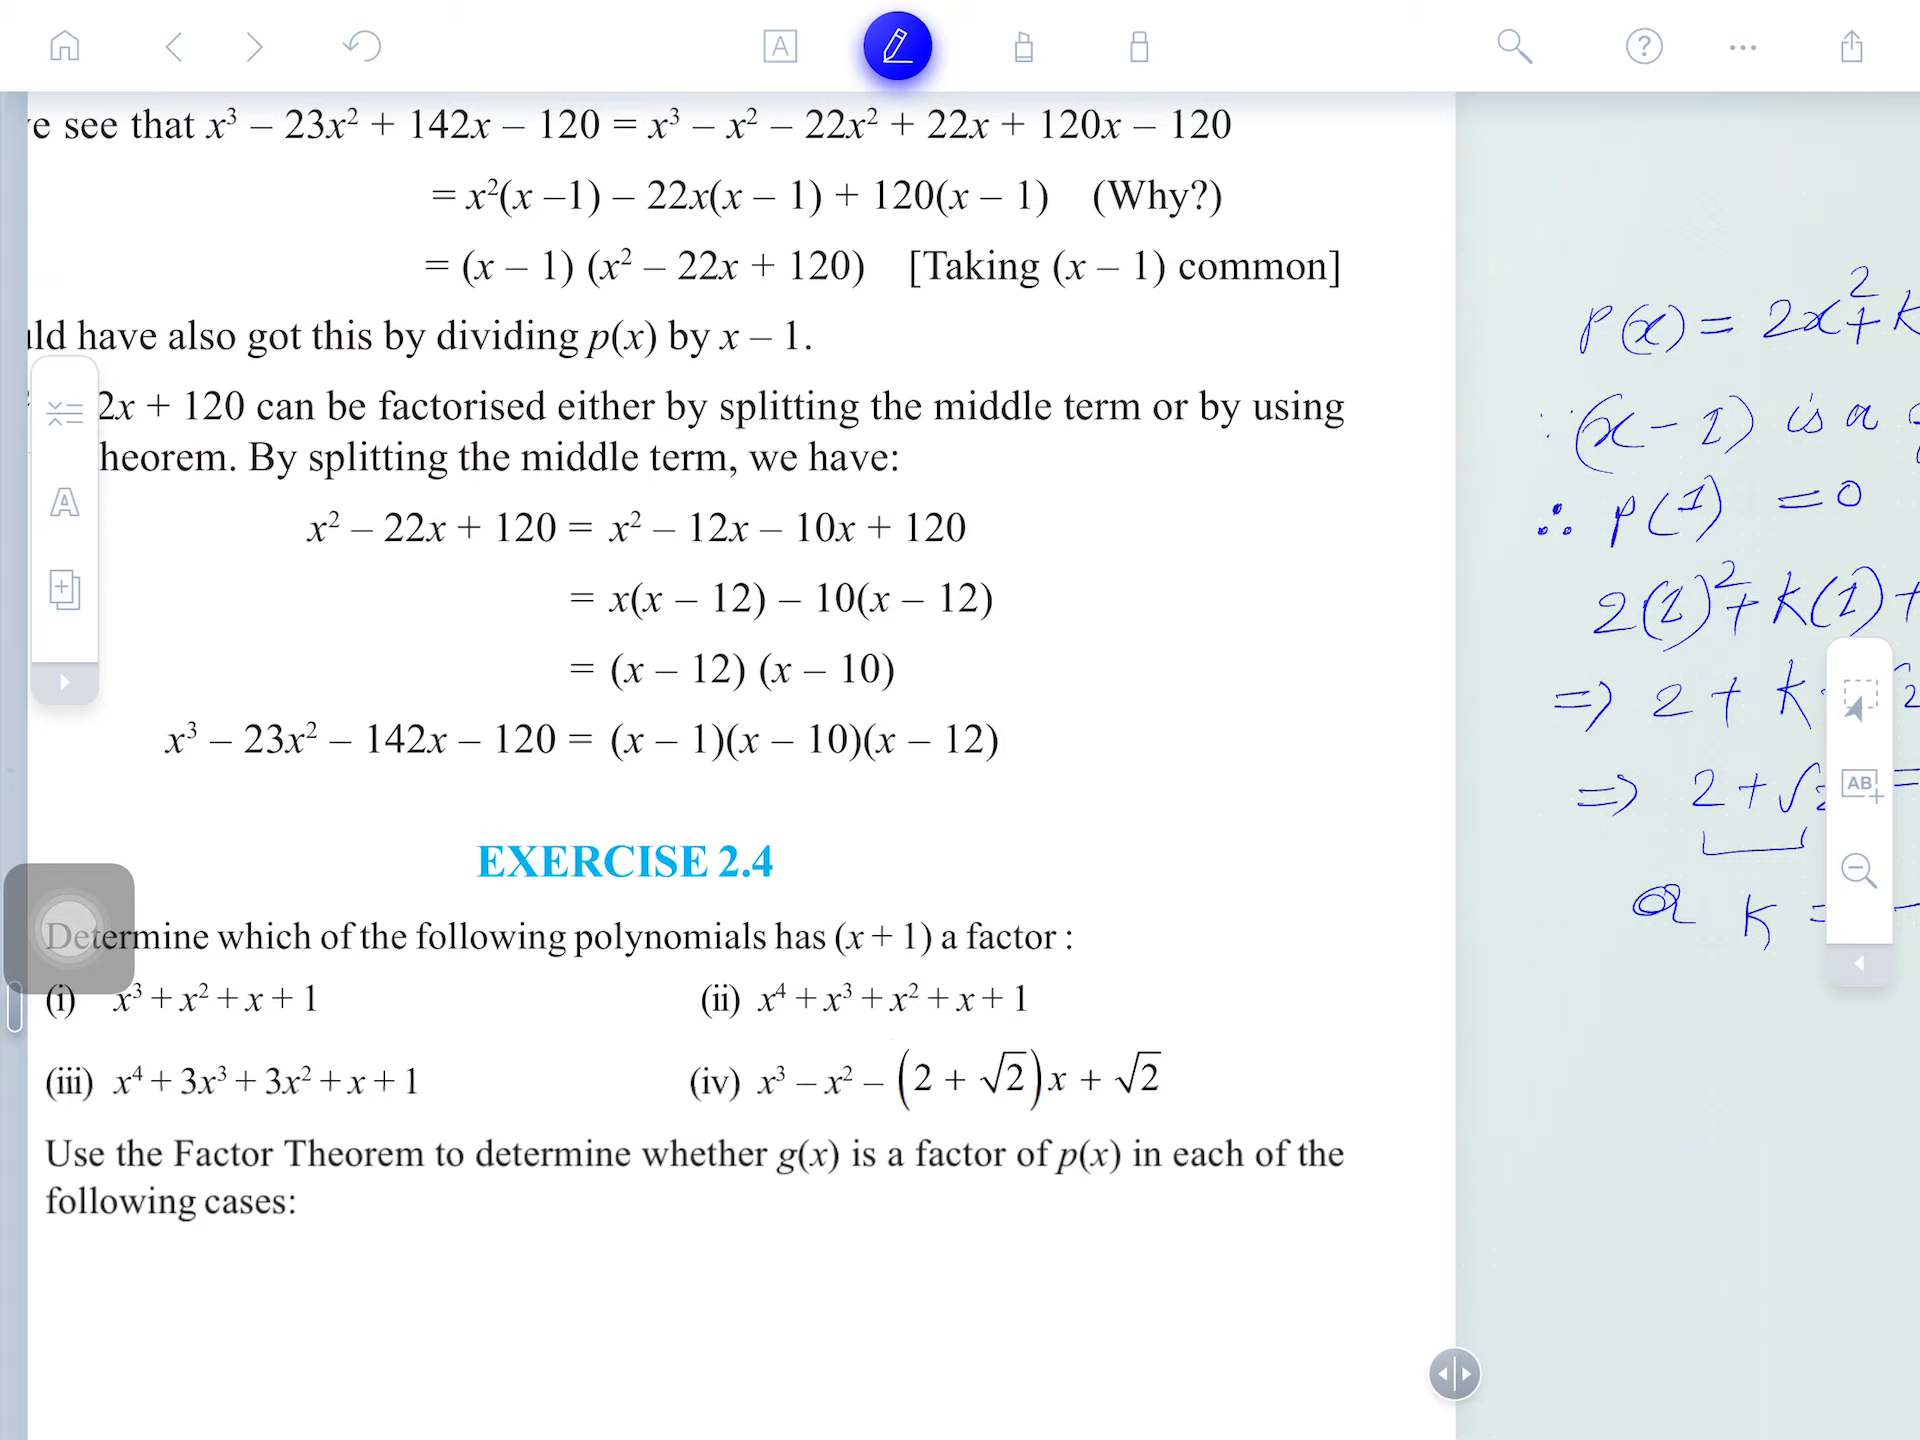 e see that x³ – 23x² + 142x – 120 = x³ – x² – 22x² + 22x + 120x – 120
= x²(x –1) – 22x(x – 1) + 120(x – 1) (Why?)
= (x – 1) (x² – 22x + 120) [Taking (x – 1) common]
uld have also got this by dividing p(x) by x – 1.
2x + 120 can be factorised either by splitting the middle term or by using
heorem. By splitting the middle term, we have:
x² – 22x + 120 = x² – 12x – 10x + 120
= x(x – 12) – 10(x – 12)
= (x – 12) (x – 10)
x³ – 23x² – 142x – 120 = (x – 1)(x – 10)(x – 12)
EXERCISE 2.4
Determine which of the following polynomials has (x + 1) a factor :
(i) x³ + x² + x + 1 (ii) x⁴ + x³ + x² + x + 1
(iii) x⁴ + 3x³ + 3x² + x + 1 (iv) x³ – x² – (2 + √2)x + √2
Use the Factor Theorem to determine whether g(x) is a factor of p(x) in each of the
following cases:
p(x) = 2x² + k
∵ (x – 1) is a
∴ p(1) = 0
2(1)² + k(1) +
=> 2 + k
=> 2 + √2 =
or k =
A
A
AB